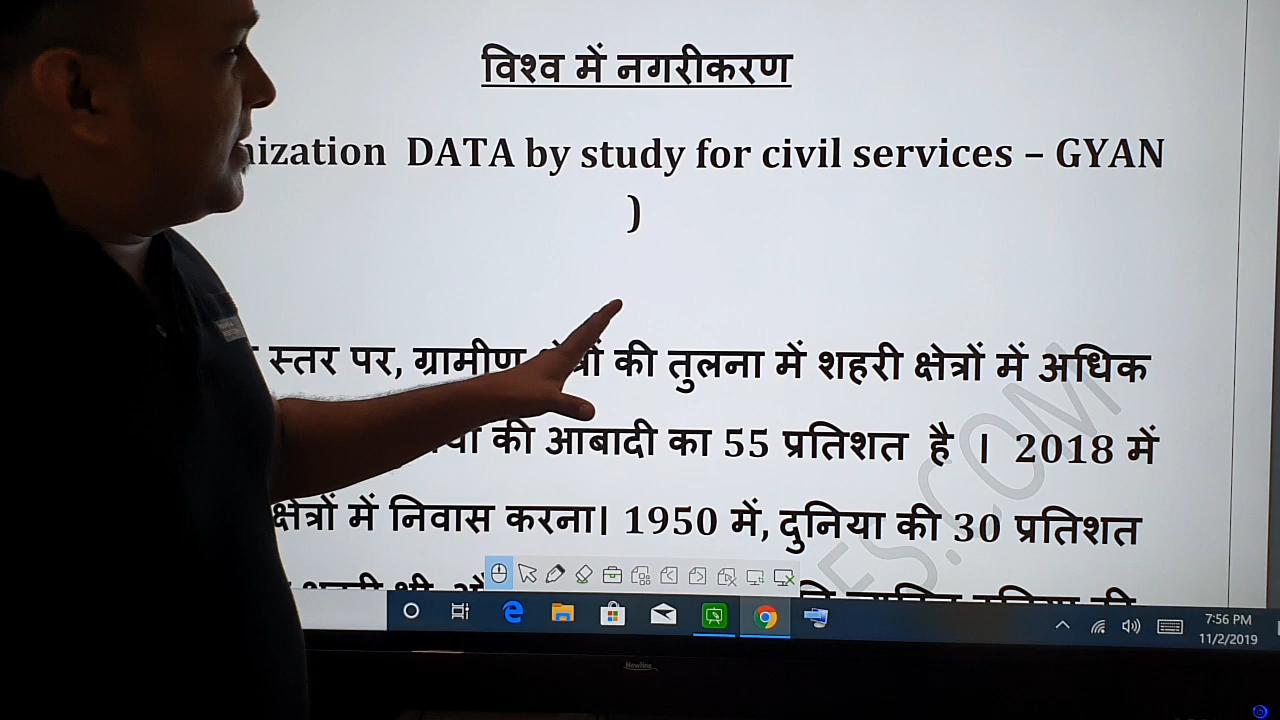 विश्व में नगरीकरण
DATA by study for civil services – GYAN
)
स्तर पर, ग्रामीण की तुलना में शहरी क्षेत्रों में अधिक
की आबादी का 55 प्रतिशत है । 2018 में
क्षेत्रों में निवास करना। 1950 में, दुनिया की 30 प्रतिशत
7:56 PM
11/2/2019
Newline